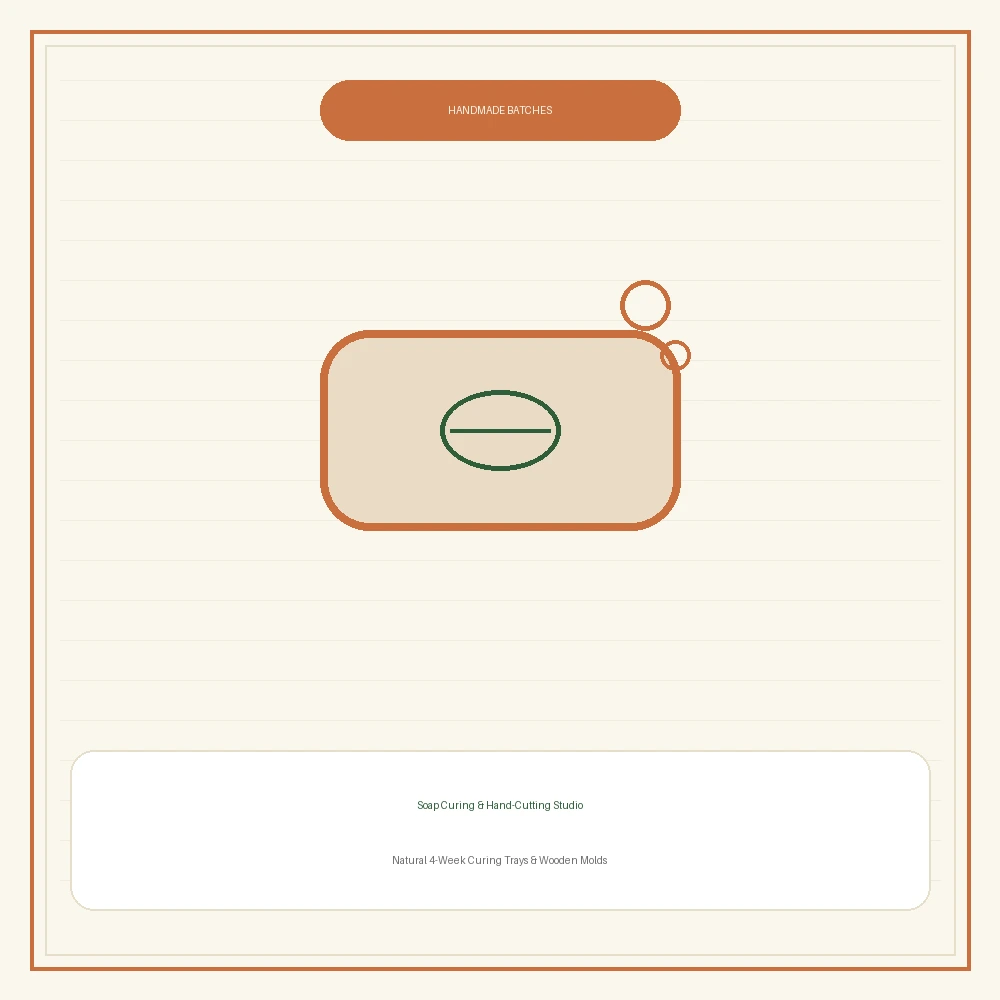 HANDMADE BATCHES
Soap Curing & Hand-Cutting Studio
Natural 4-Week Curing Trays & Wooden Molds